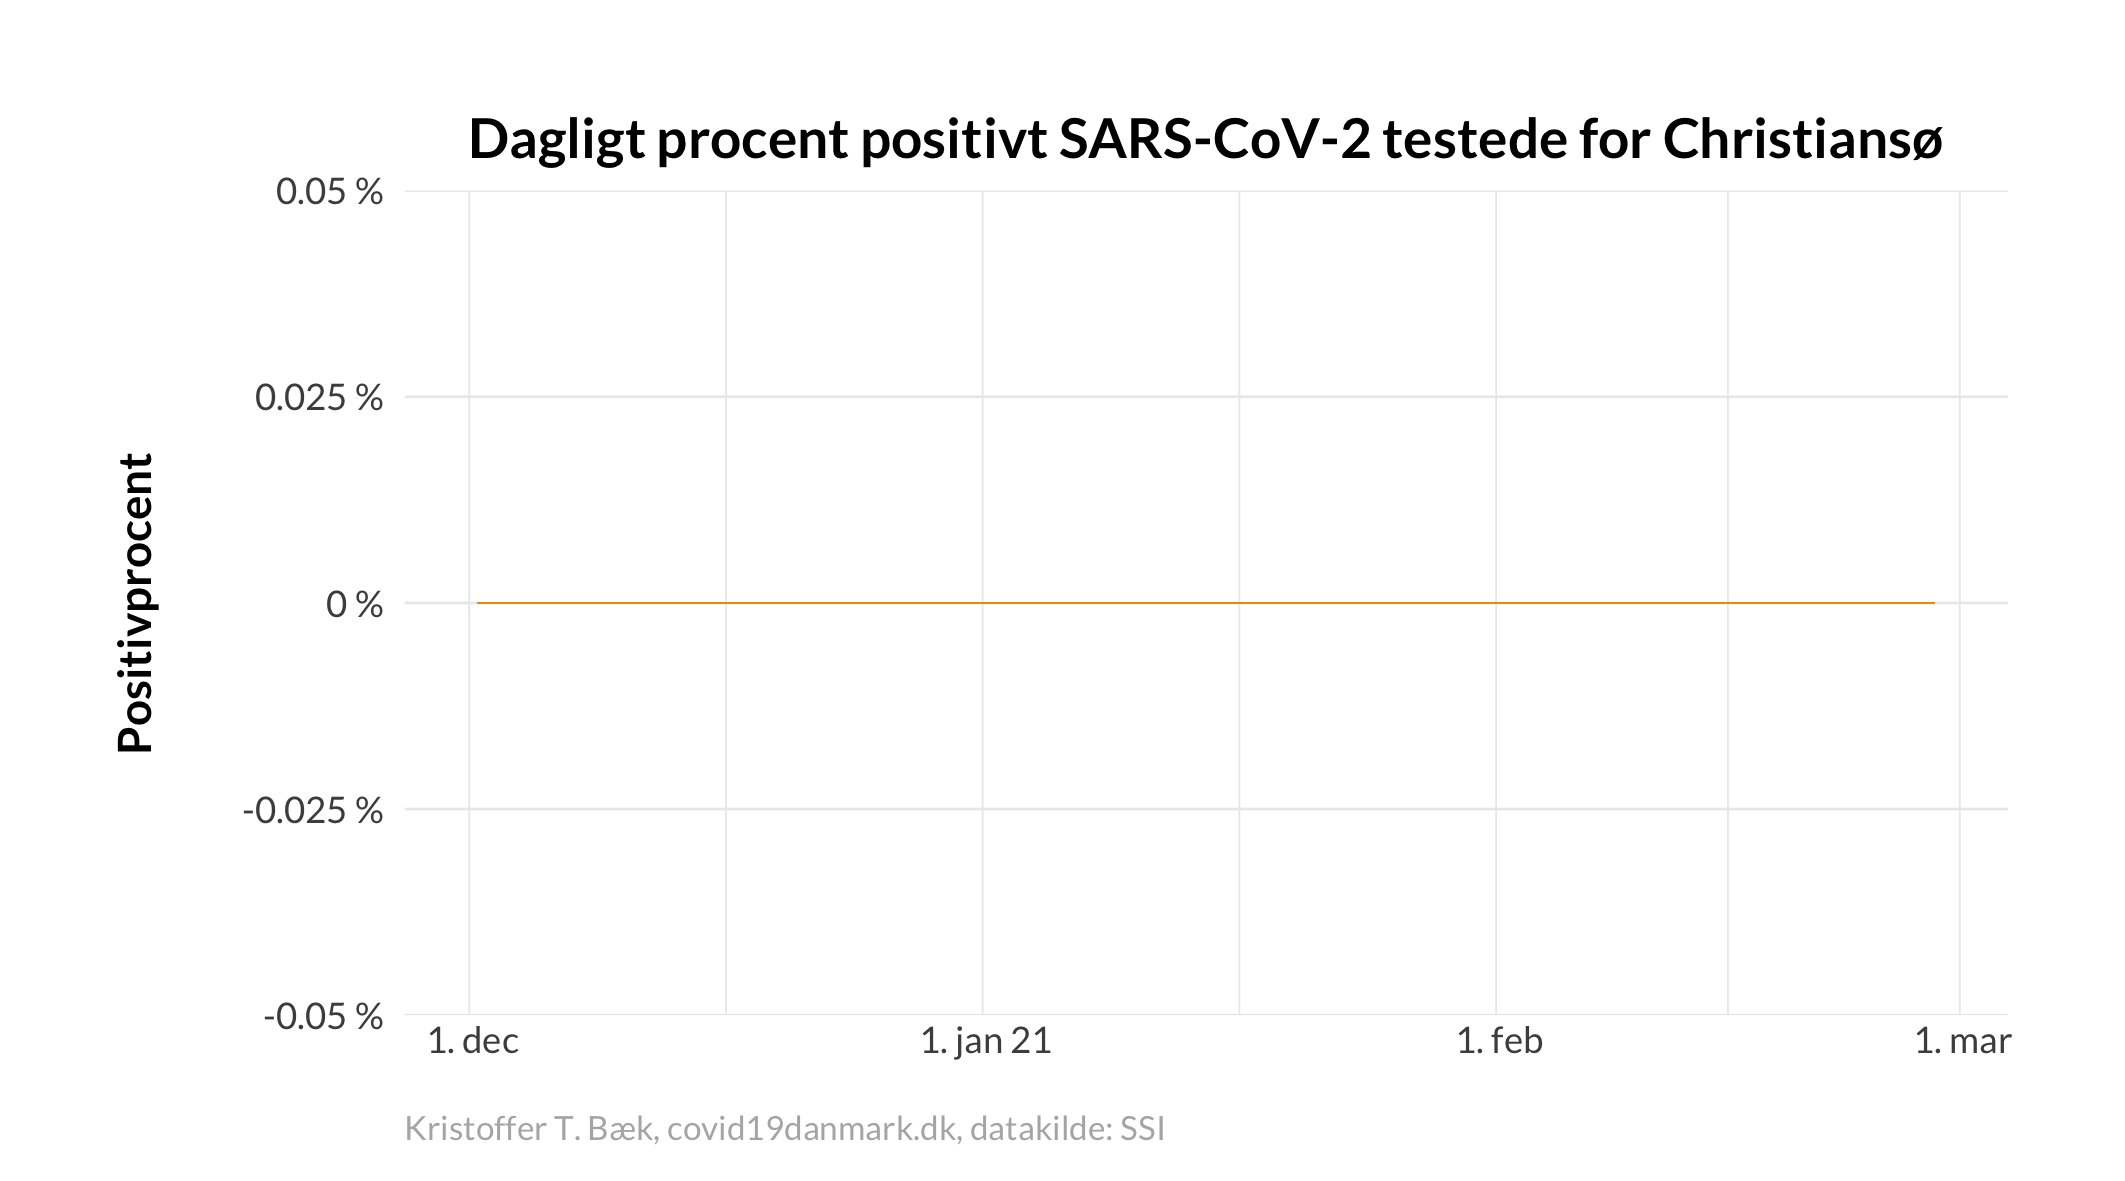 Dagligt procent positivt SARS-CoV-2 testede for Christiansø
0.05 %
0.025 %
0 %
-0.025 %
-0.05 %
Positivprocent
1. dec
1. jan 21
1. feb
1. mar
Kristoffer T. Bæk, covid19danmark.dk, datakilde: SSI